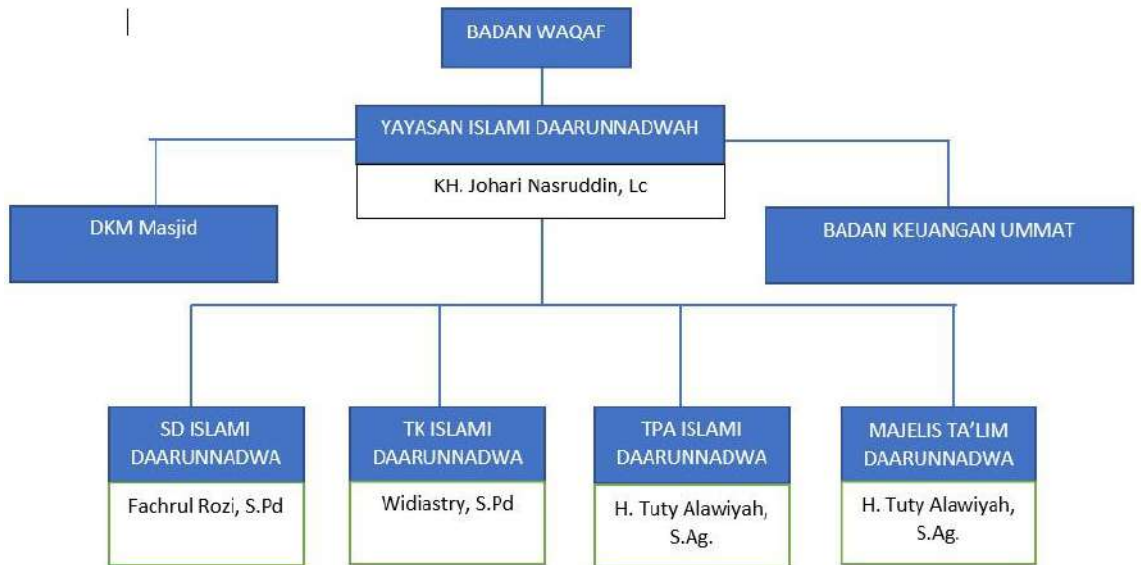 BADAN WAQAF
YAYASAN ISLAMI DAARUNNADWAH
KH. Johari Nasruddin, Lc
DKM Masjid
BADAN KEUANGAN UMMAT
SD ISLAMI
DAARUNNADWA
Fachrul Rozi, S.Pd
TK ISLAMI
DAARUNNADWA
Widiastry, S.Pd
TPA ISLAMI
DAARUNNADWA
H. Tuty Alawiyah,
S.Ag.
MAJELIS TA'LIM
DAARUNNADWA
H. Tuty Alawiyah,
S.Ag.